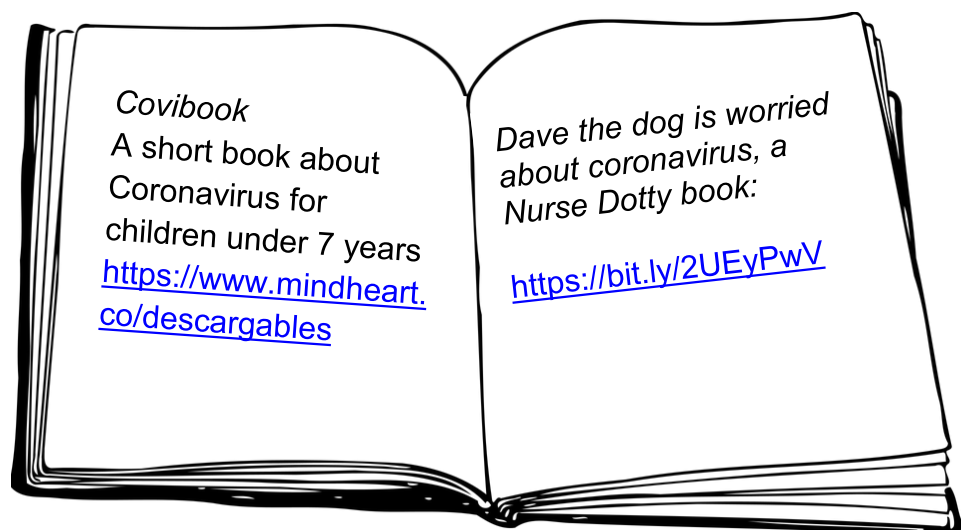 Covibook
A short book about
Coronavirus for
children under 7 years
https://www.mindheart.
co/descargables
Dave the dog is worried
about coronavirus, a
Nurse Dotty book:
https://bit.ly/2UEyPwV